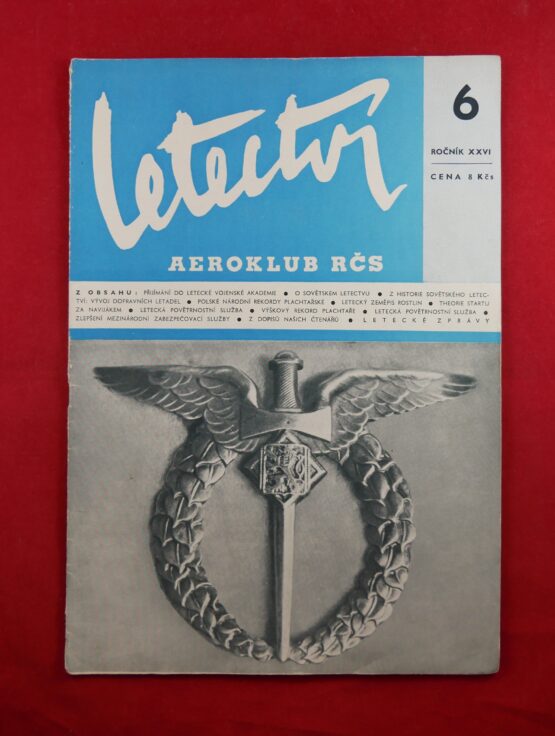 Letectví
6
ROČNÍK XXVI
CENA 8 Kčs
AEROKLUB RČS
Z OBSAHU: PŘIJÍMÁNÍ DO LETECKÉ VOJENSKÉ AKADEMIE ● O SOVĚTSKÉM LETECTVU ● Z HISTORIE SOVĚTSKÉHO LETEC-
TVÍ: VÝVOJ DOPRAVNÍCH LETADEL ● POLSKÉ NÁRODNÍ REKORDY PLACHTAŘSKÉ ● LETECKÝ ZEMĚPIS ROSTLIN ● THEORIE STARTU
ZA NAVIJÁKEM ● LETECKÁ POVĚTRNOSTNÍ SLUŽBA ● VÝŠKOVÝ REKORD PLACHTAŘE ● LETECKÁ POVĚTRNOSTNÍ SLUŽBA ●
ZLEPŠENÍ MEZINÁRODNÍ ZABEZPEČOVACÍ SLUŽBY ● Z DOPISŮ NAŠICH ČTENÁŘŮ ● LETECKÉ ZPRÁVY